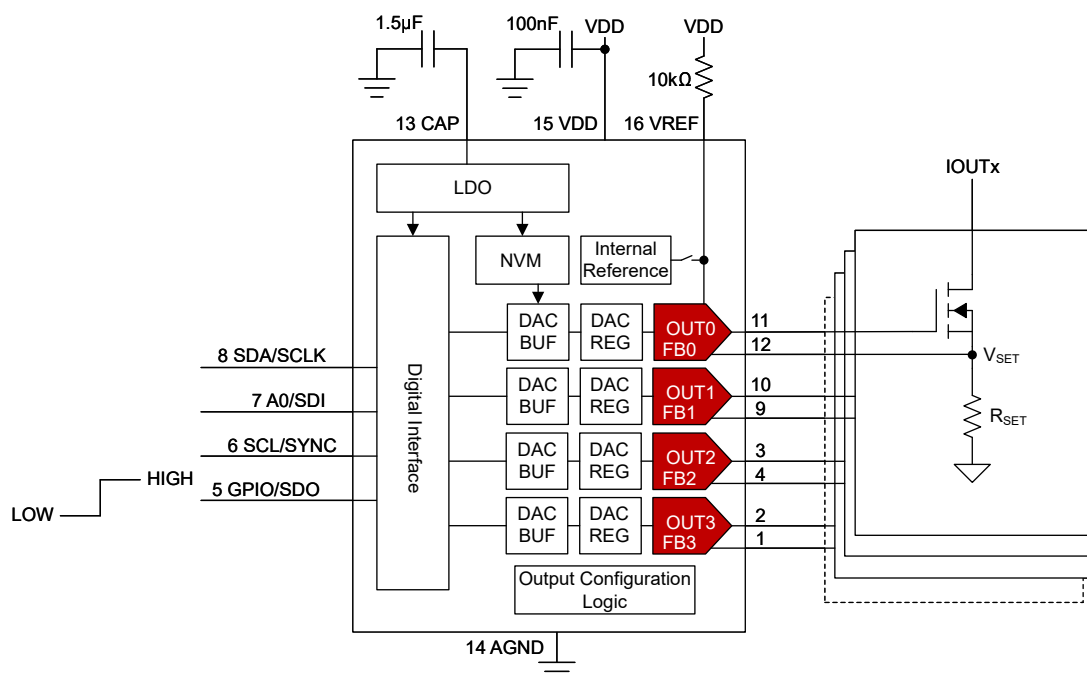 1.5µF
100nF
VDD
VDD
10kΩ
13 CAP
15 VDD
16 VREF
IOUTx
LDO
NVM
Internal
Reference
DAC
BUF
DAC
REG
OUT0
FB0
11
12
VSET
8 SDA/SCLK
Digital Interface
DAC
BUF
DAC
REG
OUT1
FB1
10
9
RSET
7 A0/SDI
6 SCL/SYNC
DAC
BUF
DAC
REG
OUT2
FB2
3
4
HIGH
LOW
5 GPIO/SDO
DAC
BUF
DAC
REG
OUT3
FB3
2
1
Output Configuration
Logic
14 AGND